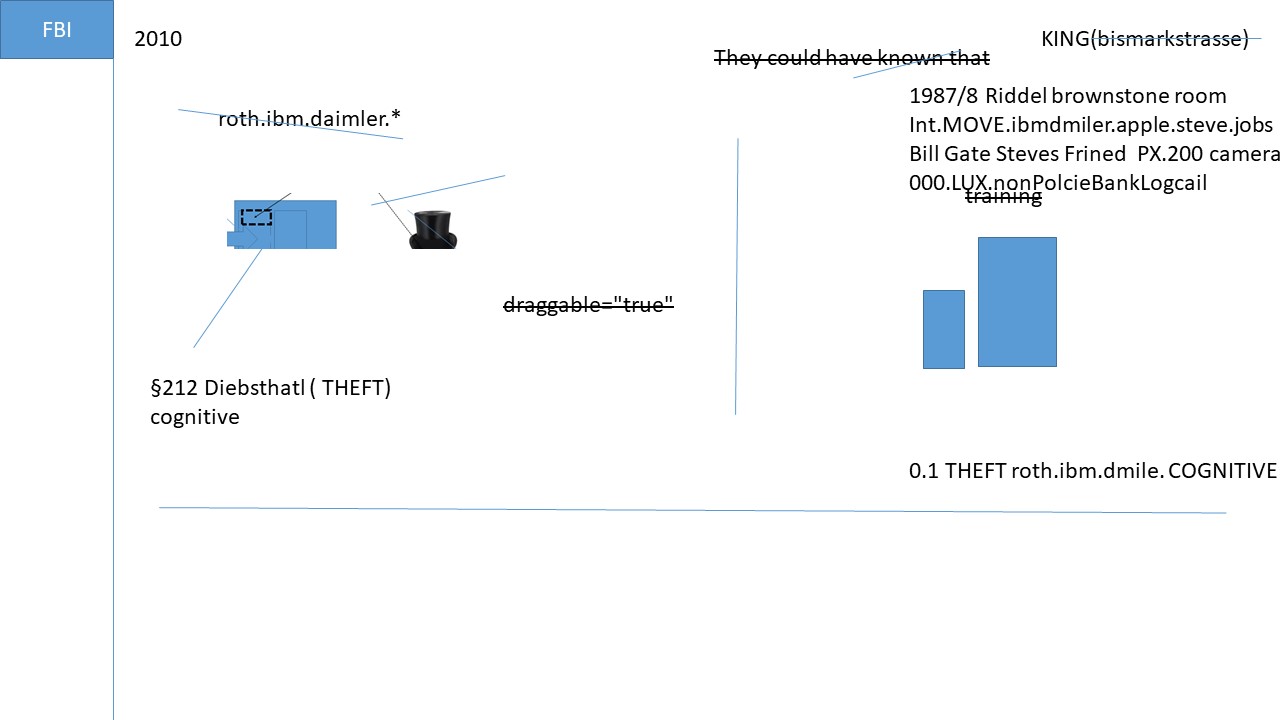 FBI
2010
KING(bismarkstrasse)
They could have known that
1987/8 Riddel brownstone room
roth.ibm.daimler.*
Int.MOVE.ibmdmiler.apple.steve.jobs
Bill Gate Steves Frined PX.200 camera
000.LUX.nonPolcieBankLogcail
training
draggable="true"
§212 Diebsthatl ( THEFT)
cognitive
0.1 THEFT roth.ibm.dmile. COGNITIVE